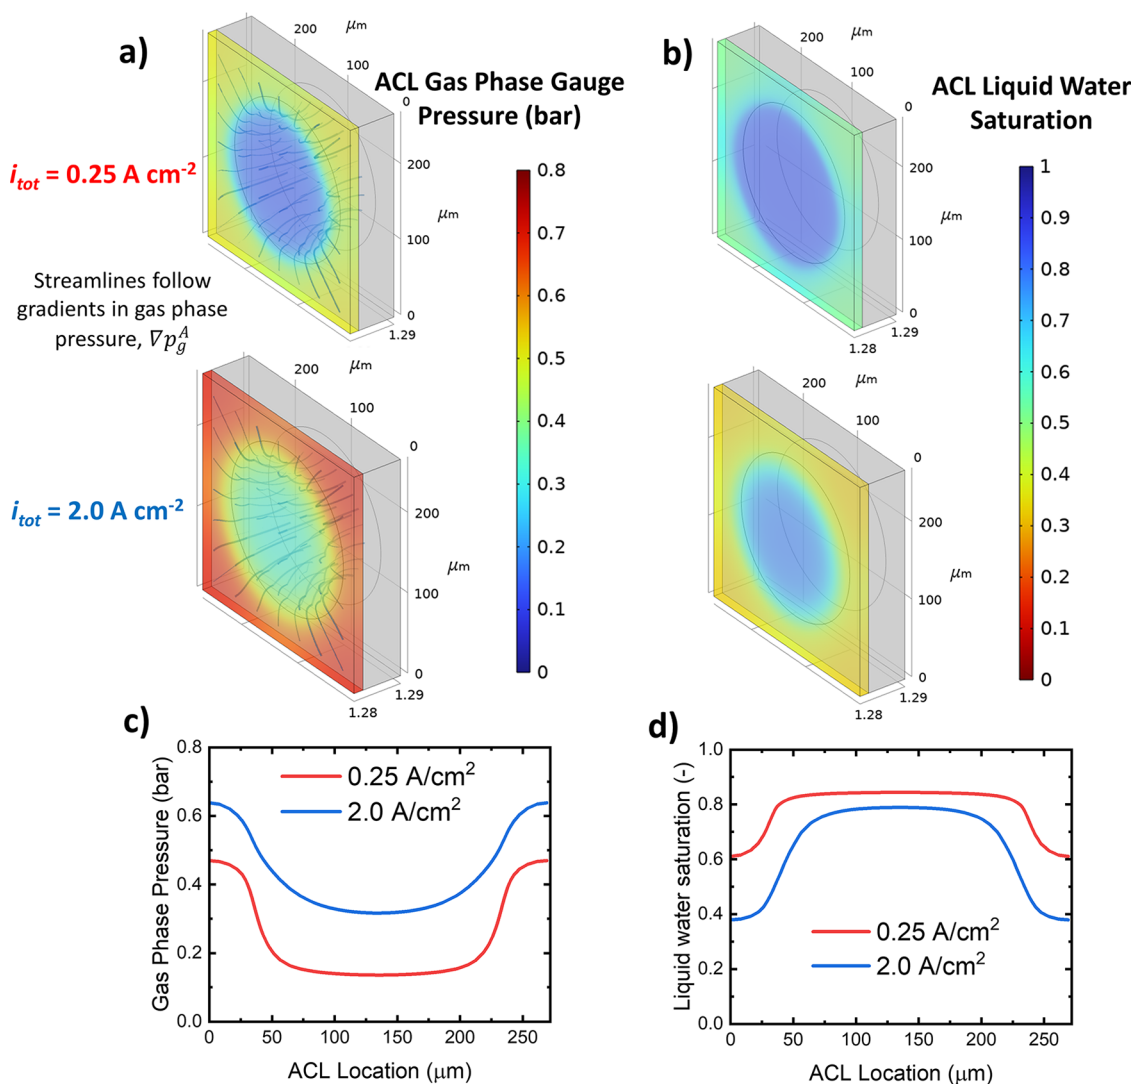 a)
ACL Gas Phase Gauge
Pressure (bar)
i_tot = 0.25 A cm-2
Streamlines follow
gradients in gas phase
pressure, ∇p_g^A
i_tot = 2.0 A cm-2
200
μm
100
0
200
μm
100
0
1.29
200
μm
100
0
200
μm
100
0
1.29
1.28
0.8
0.7
0.6
0.5
0.4
0.3
0.2
0.1
0
b)
ACL Liquid Water
Saturation
200
μm
100
0
200
μm
100
0
1.29
1.28
200
μm
100
0
200
μm
100
0
1.29
1.28
1
0.9
0.8
0.7
0.6
0.5
0.4
0.3
0.2
0.1
0
c)
Gas Phase Pressure (bar)
0.8
0.6
0.4
0.2
0.0
0.25 A/cm2
2.0 A/cm2
0 50 100 150 200 250
ACL Location (μm)
d)
Liquid water saturation (-)
1.0
0.8
0.6
0.4
0.2
0.0
0.25 A/cm2
2.0 A/cm2
0 50 100 150 200 250
ACL Location (μm)